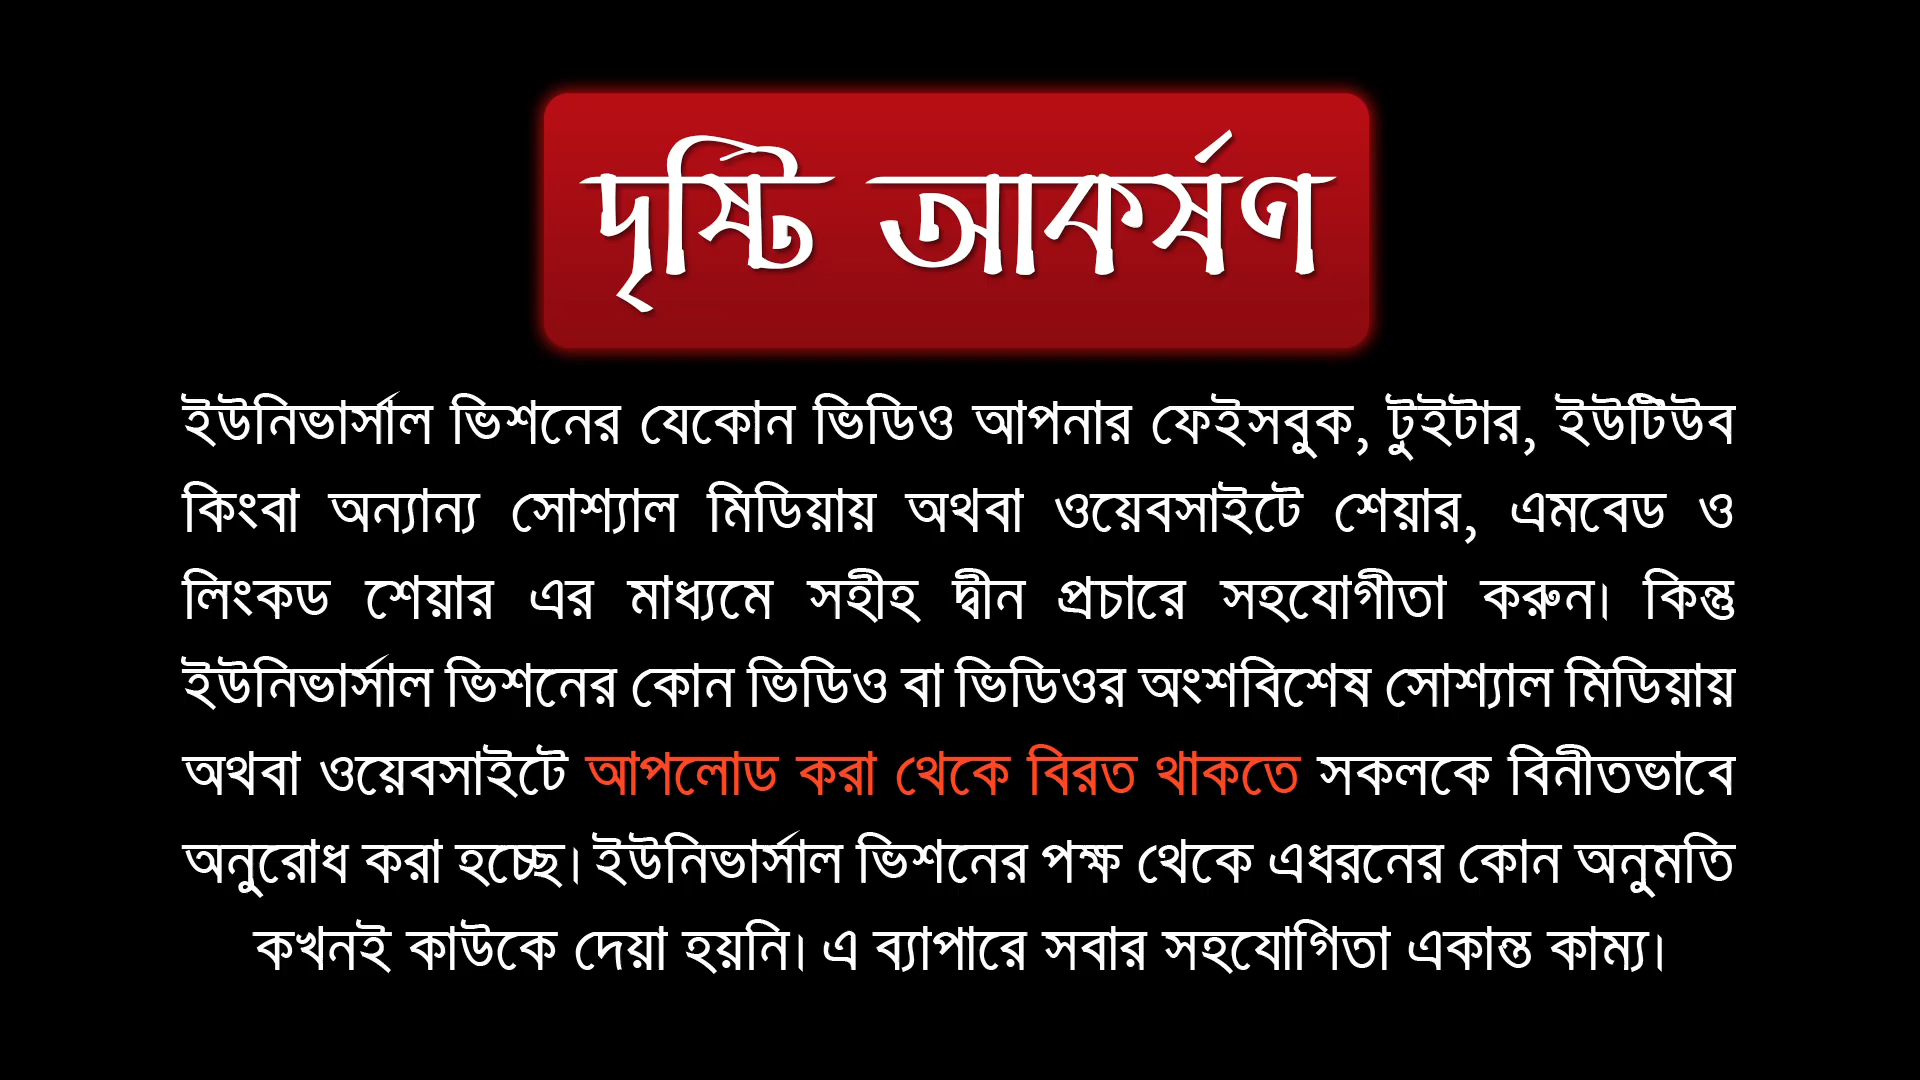 দৃষ্টি আকর্ষণ
ইউনিভার্সাল ভিশনের যেকোন ভিডিও আপনার ফেইসবুক, টুইটার, ইউটিউব
কিংবা অন্যান্য সোশ্যাল মিডিয়ায় অথবা ওয়েবসাইটে শেয়ার, এমবেড ও
লিংকড শেয়ার এর মাধ্যমে সহীহ দ্বীন প্রচারে সহযোগীতা করুন। কিন্তু
ইউনিভার্সাল ভিশনের কোন ভিডিও বা ভিডিওর অংশবিশেষ সোশ্যাল মিডিয়ায়
অথবা ওয়েবসাইটে আপলোড করা থেকে বিরত থাকতে সকলকে বিনীতভাবে
অনুরোধ করা হচ্ছে। ইউনিভার্সাল ভিশনের পক্ষ থেকে এধরনের কোন অনুমতি
কখনই কাউকে দেয়া হয়নি। এ ব্যাপারে সবার সহযোগিতা একান্ত কাম্য।